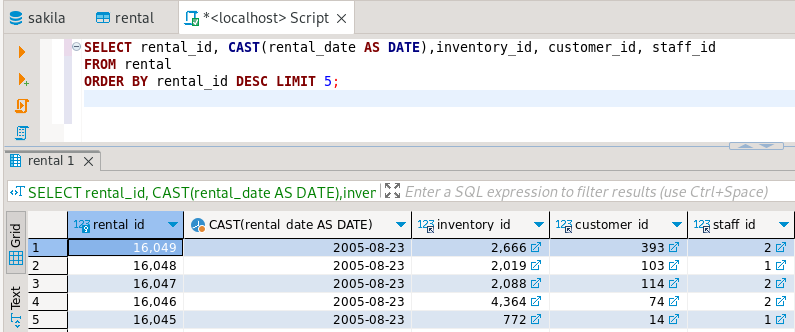 sakila rental *<localhost> Script
SELECT rental_id, CAST(rental_date AS DATE),inventory_id, customer_id, staff_id
FROM rental
ORDER BY rental_id DESC LIMIT 5;
rental 1
SELECT rental_id, CAST(rental_date AS DATE),inver Enter a SQL expression to filter results (use Ctrl+Space)
Grid
Text
123 rental_id CAST(rental_date AS DATE) 123 inventory_id 123 customer_id 123 staff_id
1 16,049 2005-08-23 2,666 393 2
2 16,048 2005-08-23 2,019 103 1
3 16,047 2005-08-23 2,088 114 2
4 16,046 2005-08-23 4,364 74 2
5 16,045 2005-08-23 772 14 1